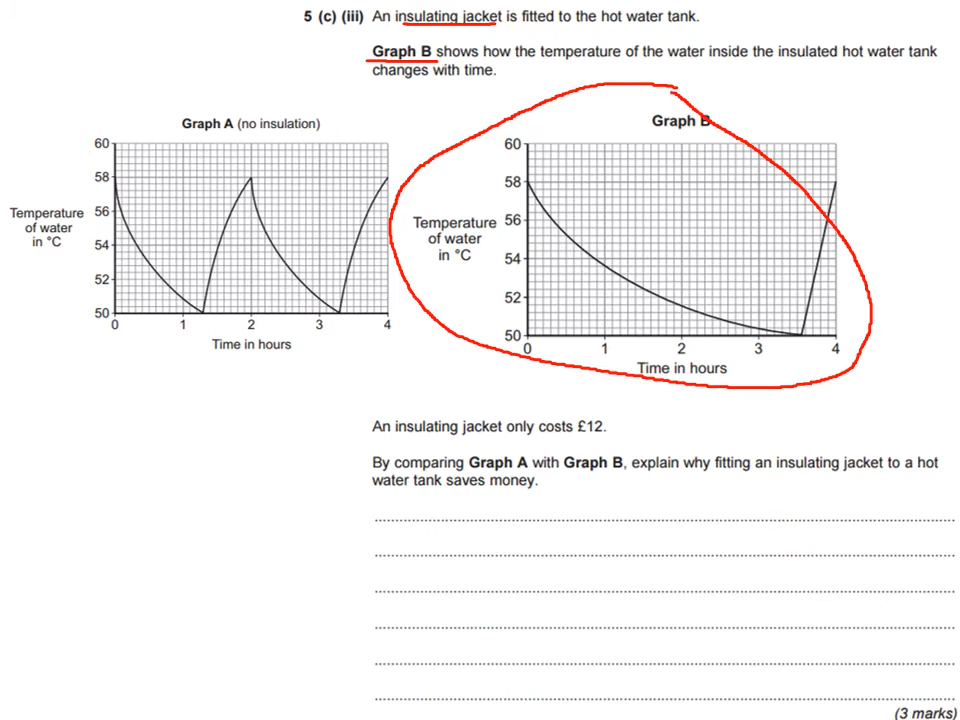 5 (c) (iii) An insulating jacket is fitted to the hot water tank.
Graph B shows how the temperature of the water inside the insulated hot water tank
changes with time.
Graph A (no insulation)
60
58
56
54
52
50
Temperature
of water
in °C
0 1 2 3 4
Time in hours
Graph B
60
58
56
54
52
50
Temperature
of water
in °C
0 1 2 3 4
Time in hours
An insulating jacket only costs £12.
By comparing Graph A with Graph B, explain why fitting an insulating jacket to a hot
water tank saves money.
(3 marks)